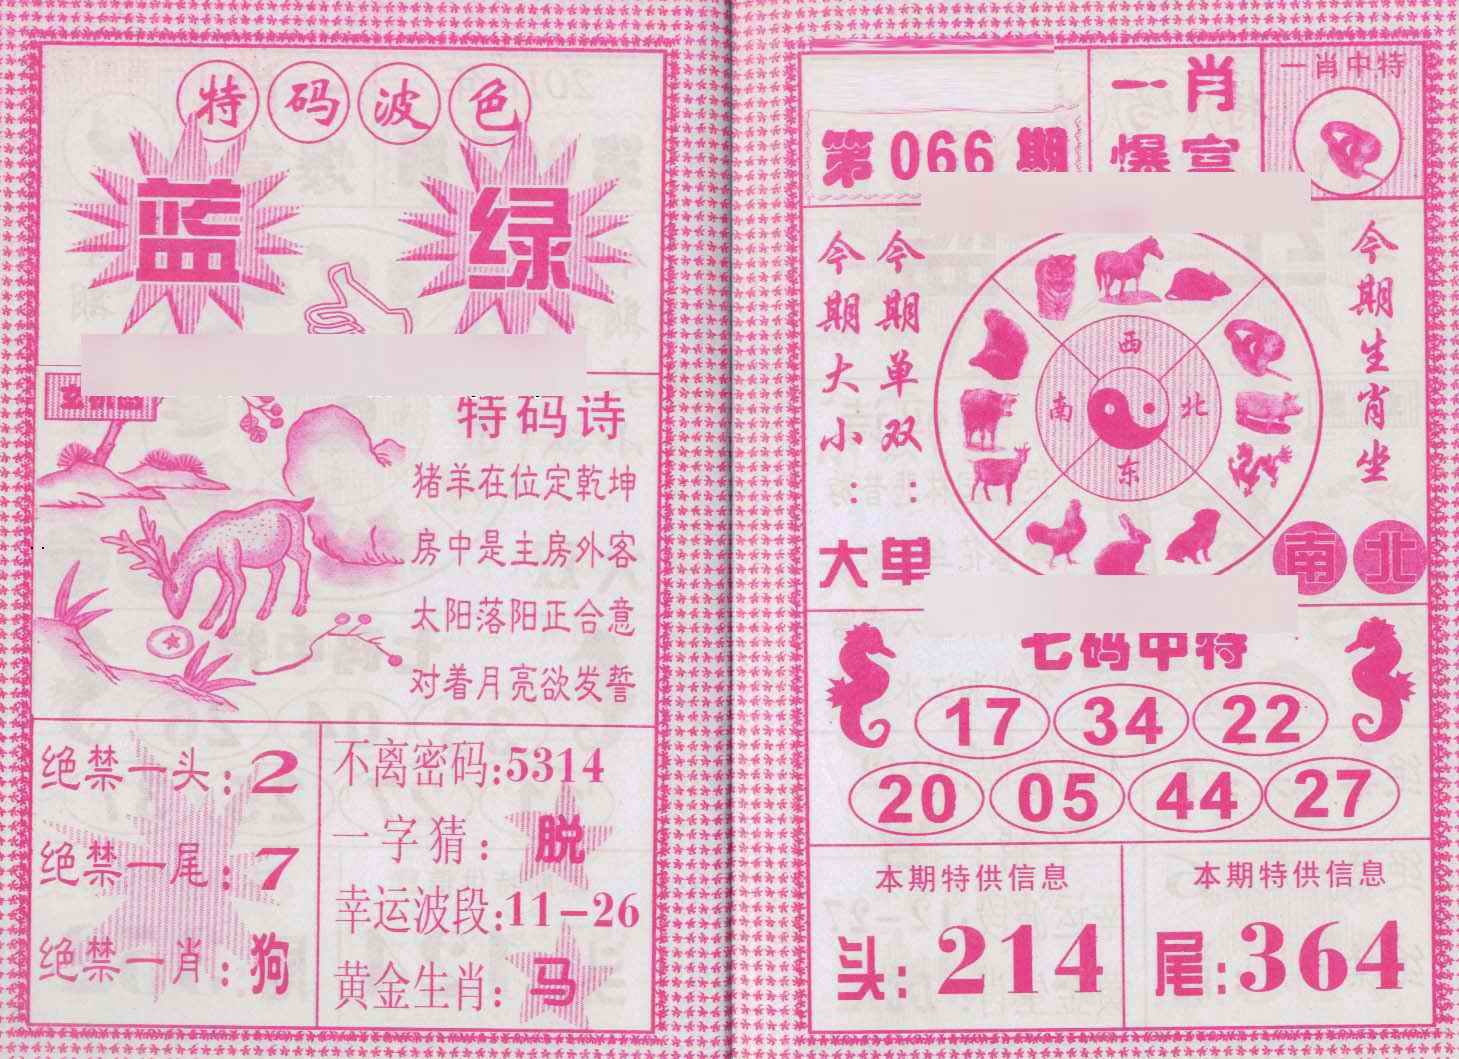 特码波色
蓝 绿
特码诗
猪羊在位定乾坤
房中是主房外客
太阳落阳正合意
对着月亮欲发誓
绝禁一头:2
绝禁一尾:7
绝禁一肖:狗
不离密码:5314
一字猜:脱
幸运波段:11-26
黄金生肖:马
第066期
一肖
爆富
一肖中特
今期大小:大
今期单双:单
西
南 北
东
今期生肖坐
南北
七码中特
17 34 22
20 05 44 27
本期特供信息
头:214
本期特供信息
尾:364